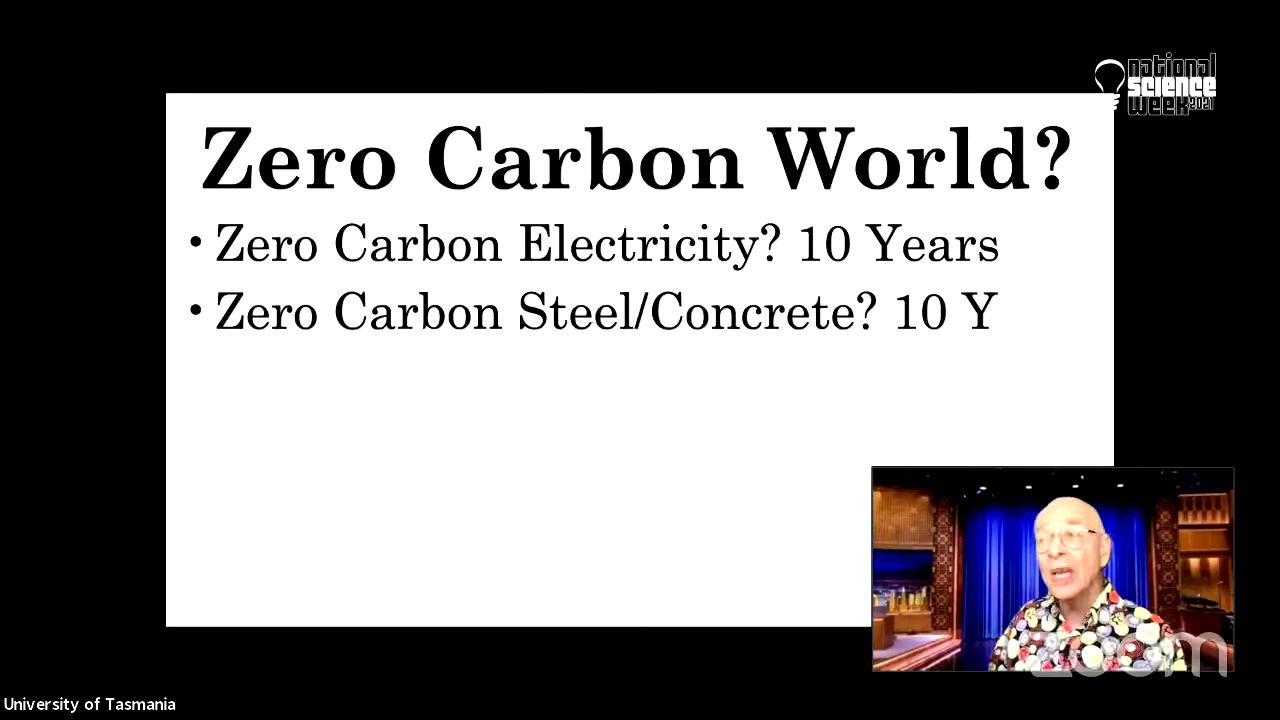 national
science
week 2021
Zero Carbon World?
• Zero Carbon Electricity? 10 Years
• Zero Carbon Steel/Concrete? 10 Y
zoom
University of Tasmania